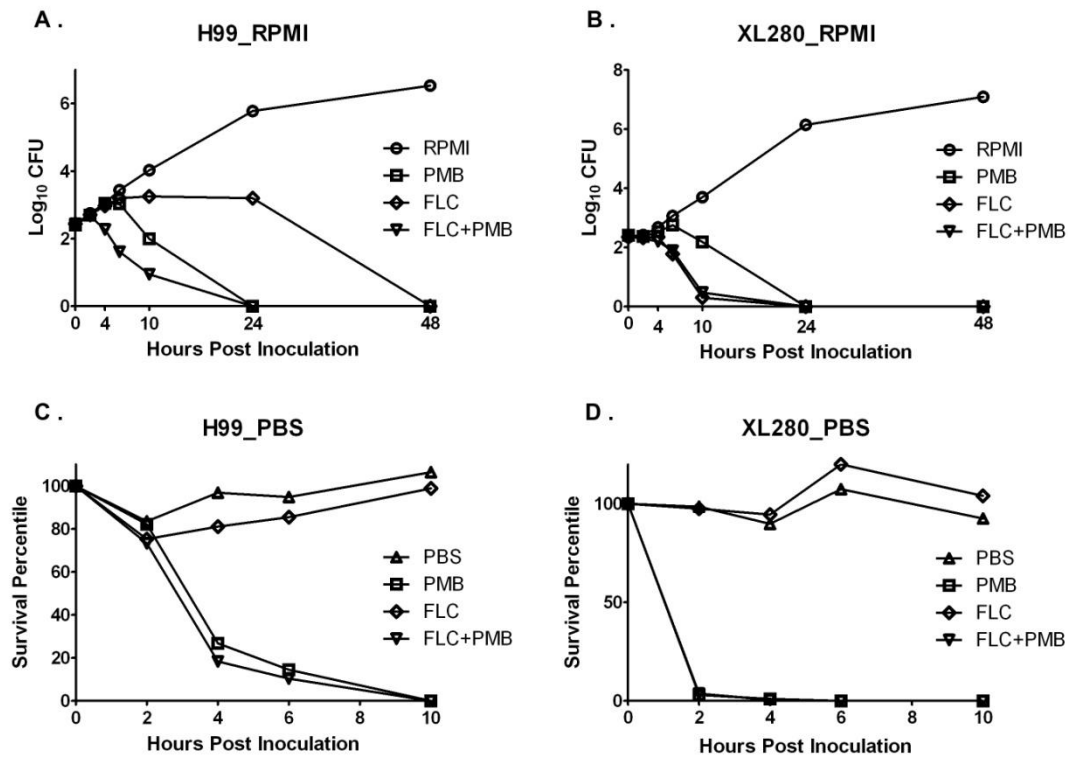 A .
H99_RPMI
Log10 CFU
6
4
2
0
0 4 10 24 48
Hours Post Inoculation
RPMI
PMB
FLC
FLC+PMB
B .
XL280_RPMI
Log10 CFU
8
6
4
2
0
0 4 10 24 48
Hours Post Inoculation
RPMI
PMB
FLC
FLC+PMB
C .
H99_PBS
Survival Percentile
100
80
60
40
20
0
0 2 4 6 8 10
Hours Post Inoculation
PBS
PMB
FLC
FLC+PMB
D .
XL280_PBS
Survival Percentile
100
50
0
0 2 4 6 8 10
Hours Post Inoculation
PBS
PMB
FLC
FLC+PMB